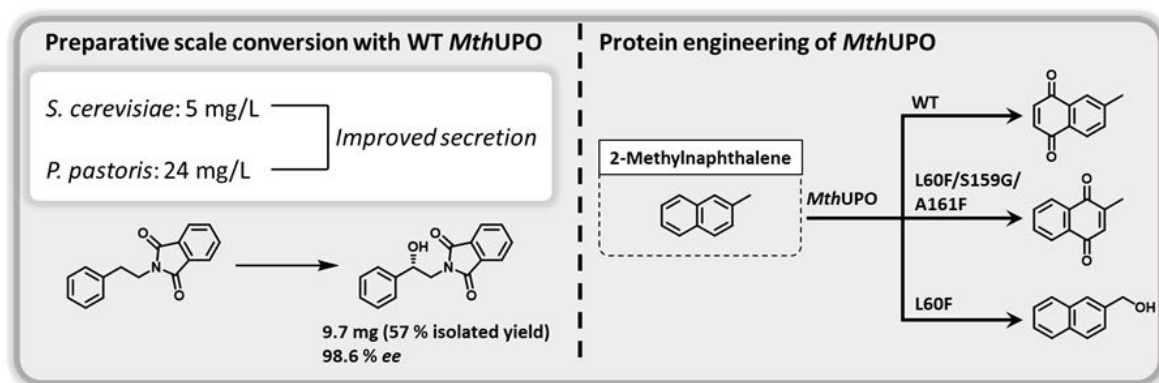 Preparative scale conversion with WT MthUPO
S. cerevisiae: 5 mg/L
Improved secretion
P. pastoris: 24 mg/L
O
N
O
OH
O
N
O
9.7 mg (57 % isolated yield)
98.6 % ee
Protein engineering of MthUPO
2-Methylnaphthalene
MthUPO
WT
O
O
L60F/S159G/
A161F
O
O
L60F
OH